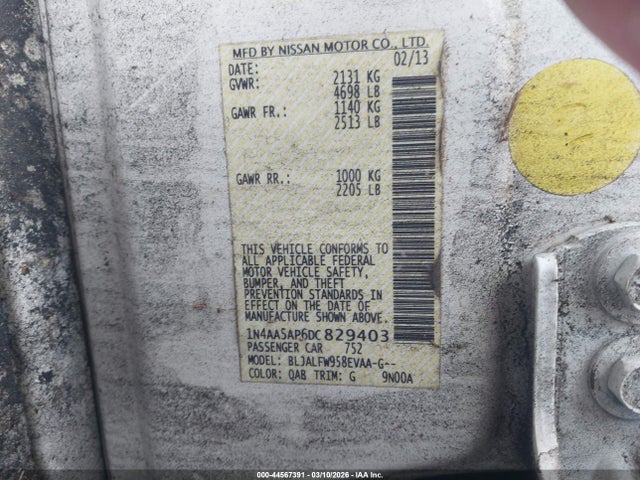 MFD BY NISSAN MOTOR CO., LTD.
DATE: 02/13
GVWR: 2131 KG
4698 LB
GAWR FR.: 1140 KG
2513 LB
GAWR RR.: 1000 KG
2205 LB
THIS VEHICLE CONFORMS TO
ALL APPLICABLE FEDERAL
MOTOR VEHICLE SAFETY,
BUMPER, AND THEFT
PREVENTION STANDARDS IN
EFFECT ON THE DATE OF
MANUFACTURE SHOWN ABOVE.
1N4AA5AP6DC829403
PASSENGER CAR 752
MODEL: BLJALFW958EVAA-G--
COLOR: QAB TRIM: G 9N00A
000-44567391 - 03/10/2026 - IAA Inc.